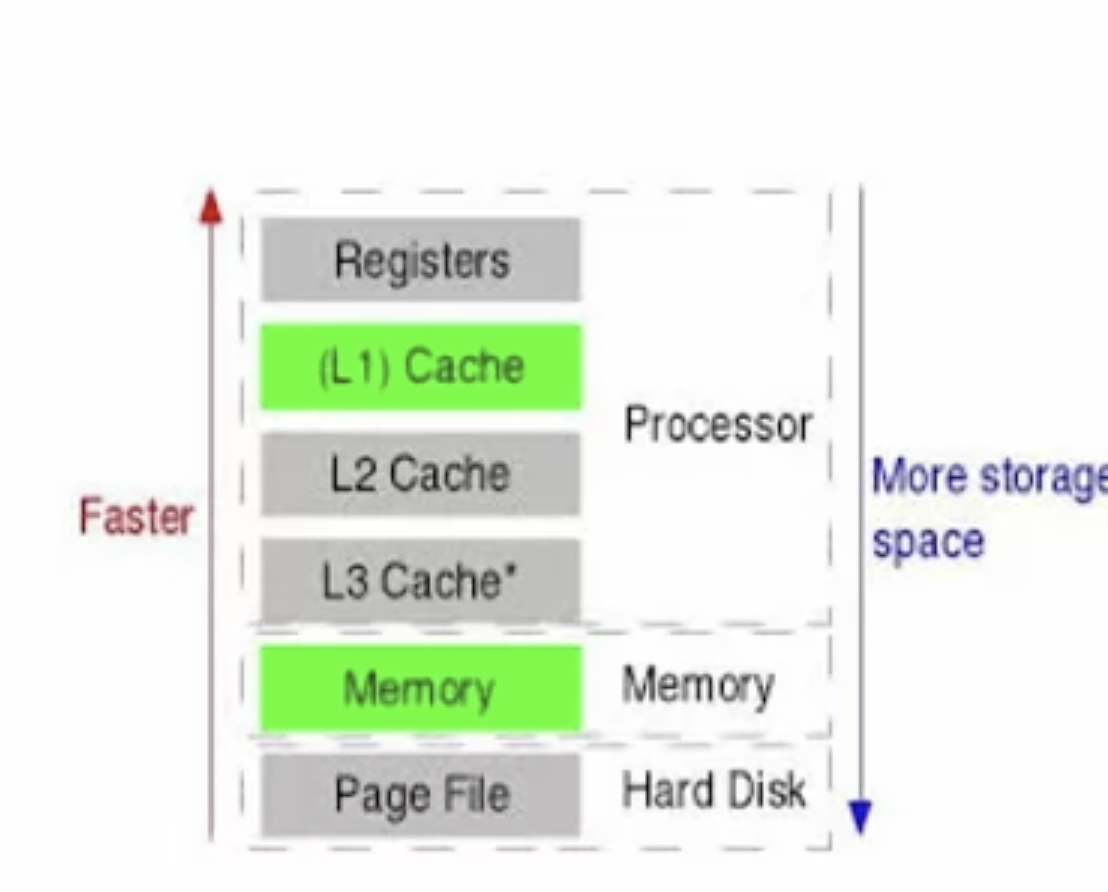 Registers
(L1) Cache
L2 Cache
L3 Cache*
Processor
Memory
Memory
Page File
Hard Disk
Faster
More storage
space